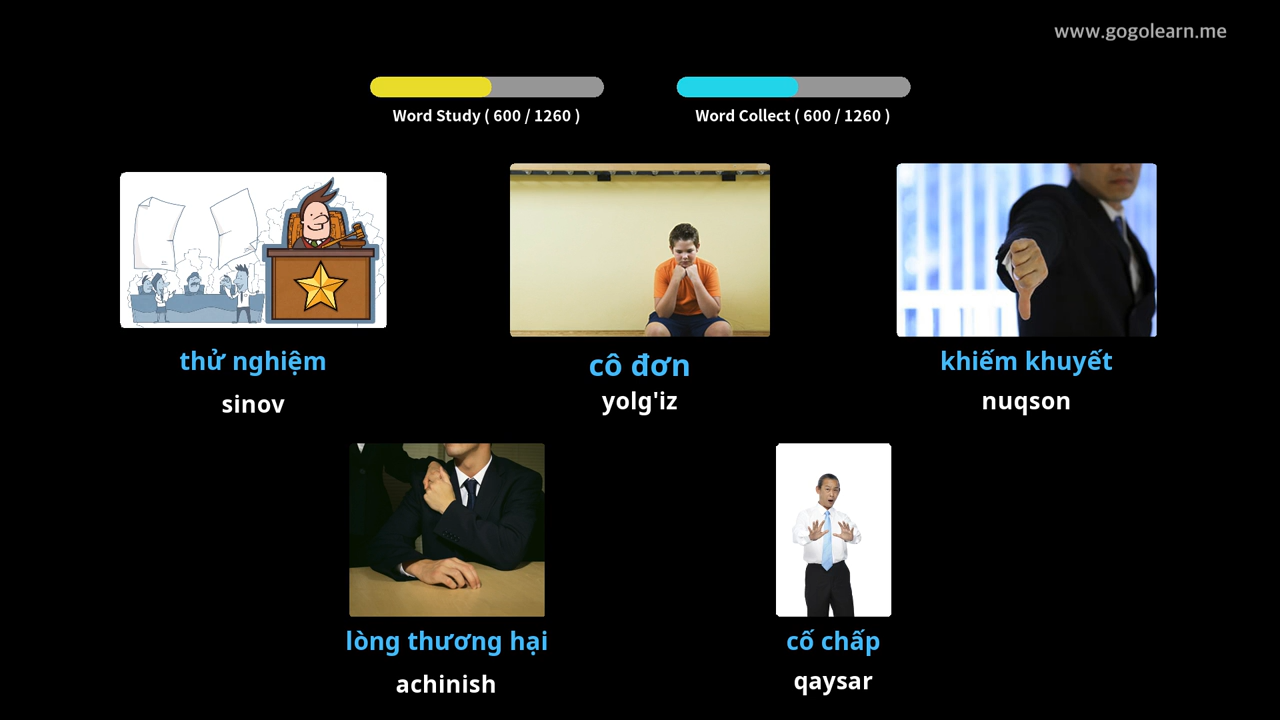 www.gogolearn.me
Word Study ( 600 / 1260 )
Word Collect ( 600 / 1260 )
thử nghiệm
sinov
cô đơn
yolg'iz
khiếm khuyết
nuqson
lòng thương hại
achinish
cố chấp
qaysar